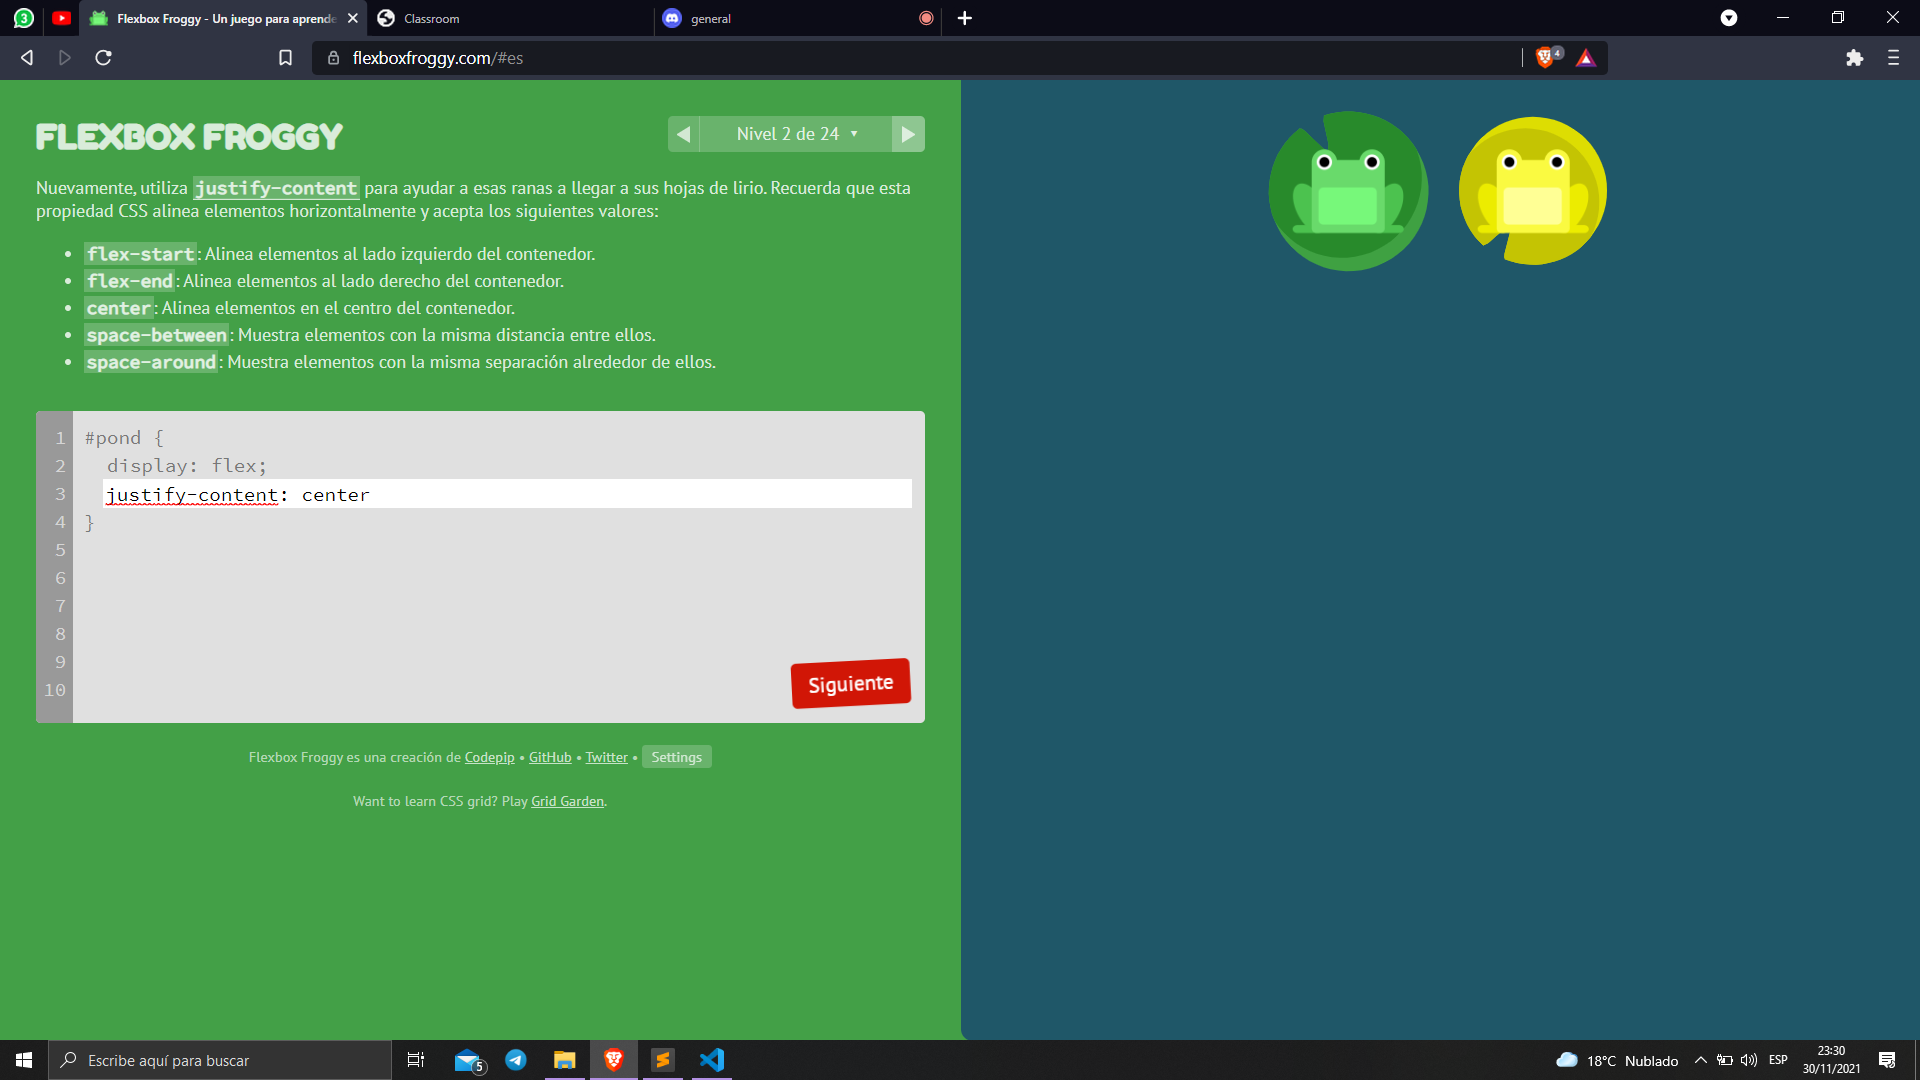 3
Flexbox Froggy - Un juego para aprende
Classroom
general
flexboxfroggy.com/#es
4
FLEXBOX FROGGY
Nivel 2 de 24
Nuevamente, utiliza justify-content para ayudar a esas ranas a llegar a sus hojas de lirio. Recuerda que esta
propiedad CSS alinea elementos horizontalmente y acepta los siguientes valores:
• flex-start: Alinea elementos al lado izquierdo del contenedor.
• flex-end: Alinea elementos al lado derecho del contenedor.
• center: Alinea elementos en el centro del contenedor.
• space-between: Muestra elementos con la misma distancia entre ellos.
• space-around: Muestra elementos con la misma separación alrededor de ellos.
1 #pond {
2 display: flex;
3 justify-content: center
4 }
5
6
7
8
9
10
Siguiente
Flexbox Froggy es una creación de Codepip • GitHub • Twitter • Settings
Want to learn CSS grid? Play Grid Garden.
Escribe aquí para buscar
5
18°C Nublado
ESP
23:30
30/11/2021